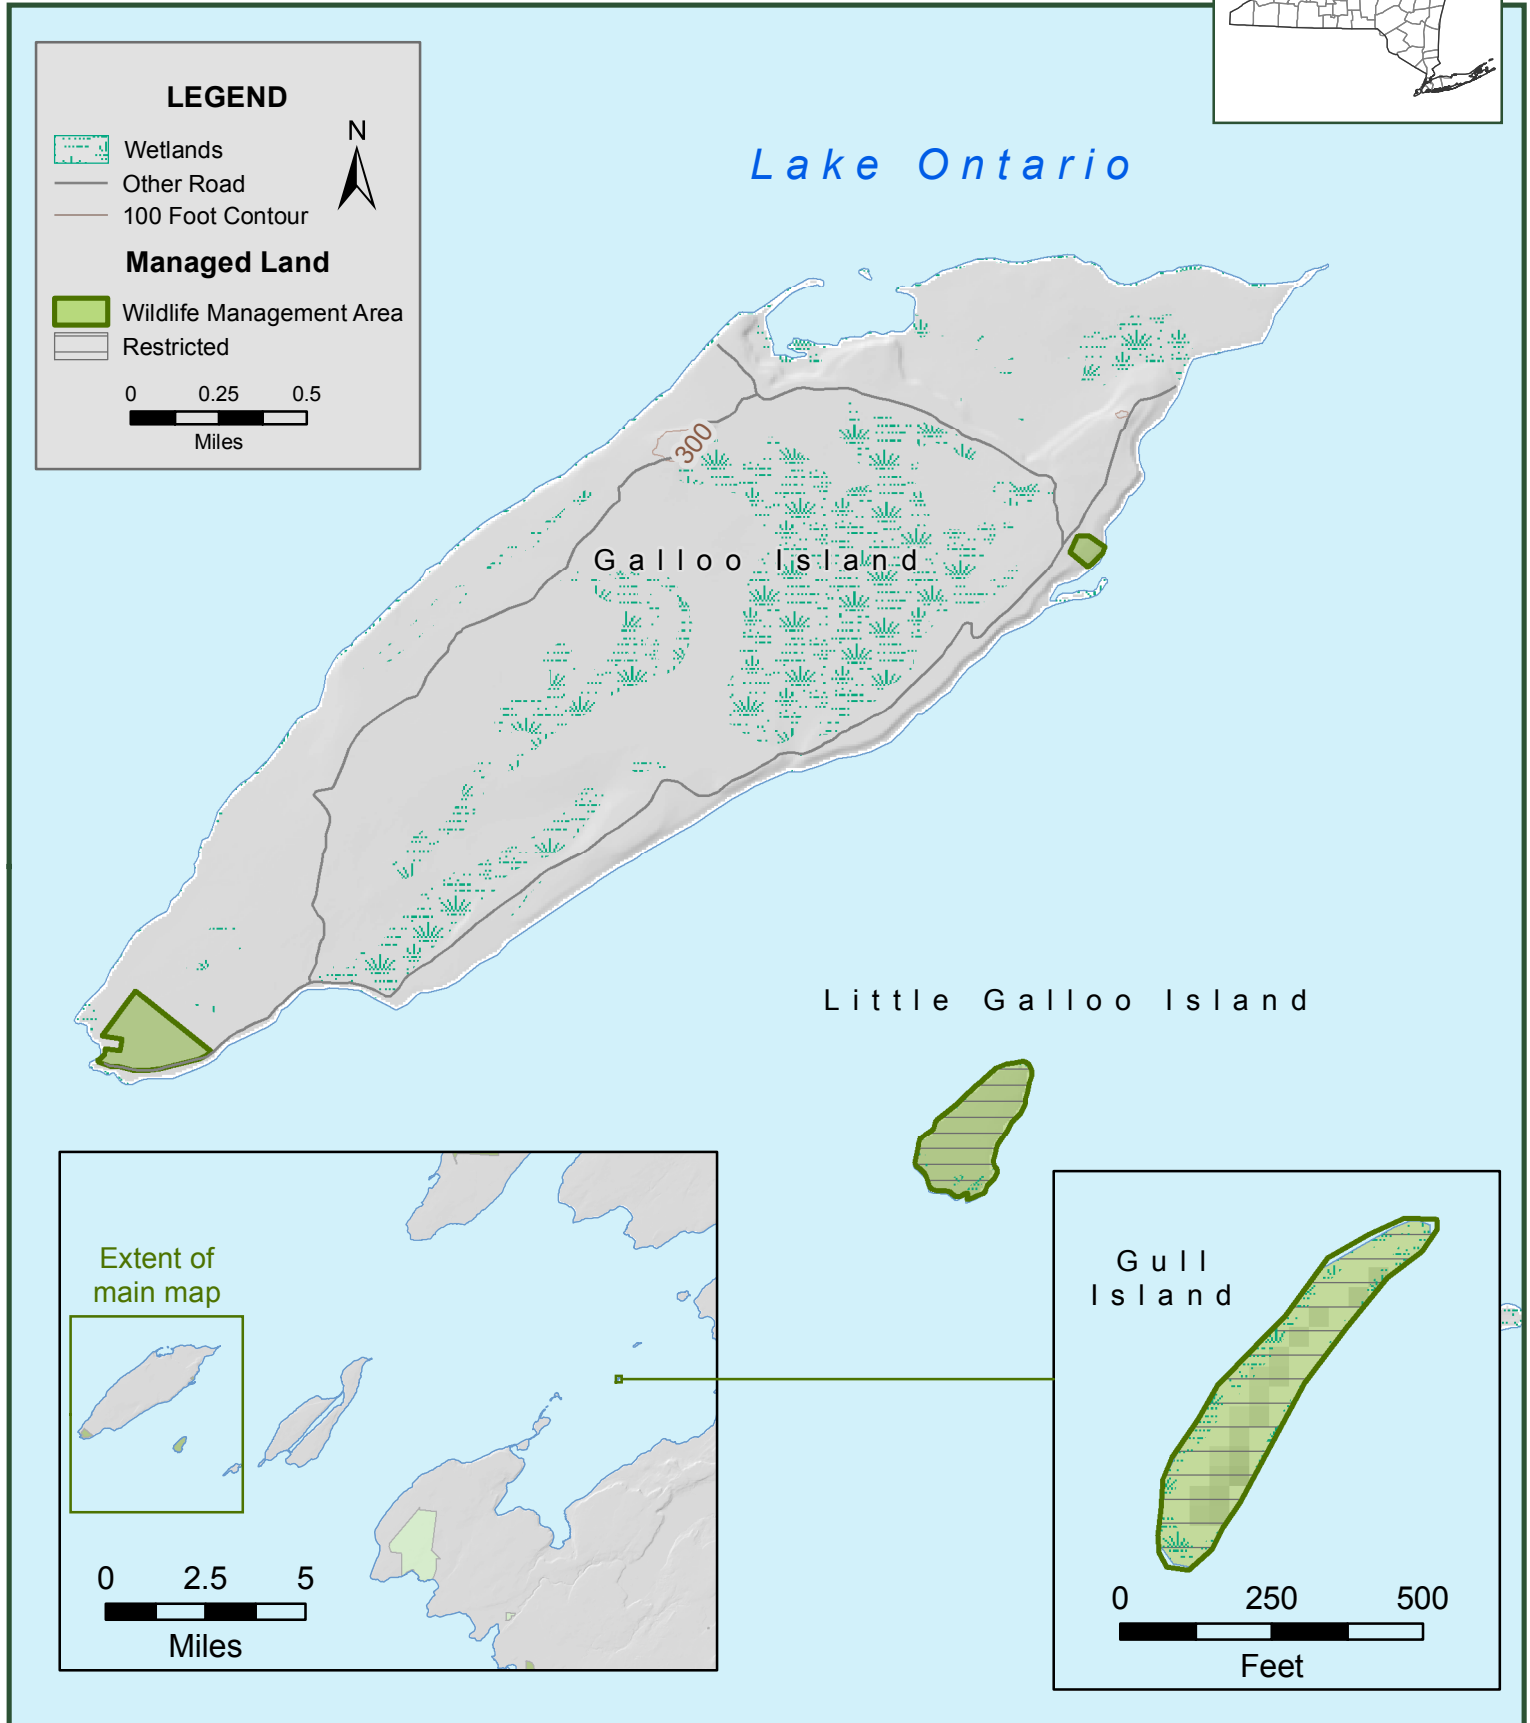 LEGEND
N
Wetlands
Other Road
100 Foot Contour
Managed Land
Wildlife Management Area
Restricted
0 0.25 0.5
Miles
Lake Ontario
300
Galloo Island
Little Galloo Island
Extent of
main map
0 2.5 5
Miles
Gull
Island
0 250 500
Feet